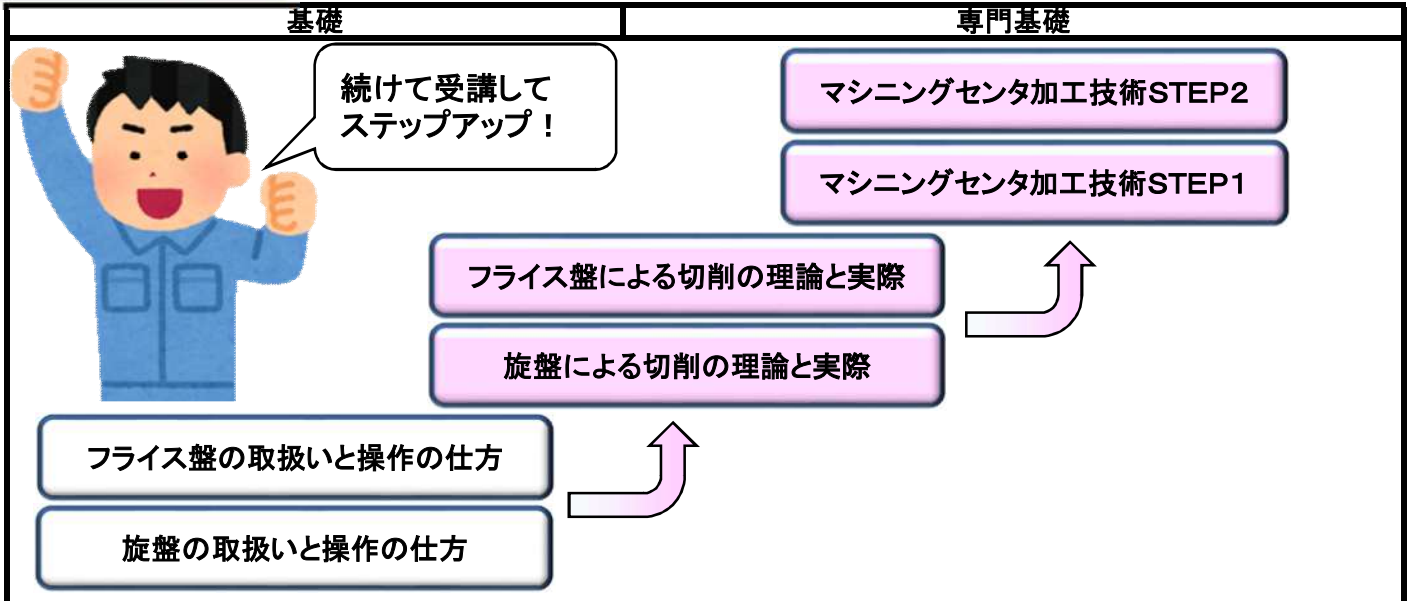 基礎
専門基礎
続けて受講して
ステップアップ!
マシニングセンタ加工技術STEP2
マシニングセンタ加工技術STEP1
フライス盤による切削の理論と実際
旋盤による切削の理論と実際
フライス盤の取扱いと操作の仕方
旋盤の取扱いと操作の仕方